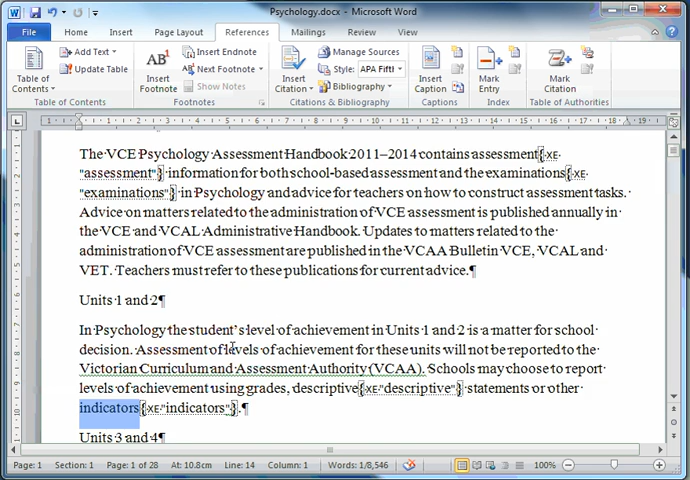 Psychology.docx - Microsoft Word
File Home Insert Page Layout References Mailings Review View
Table of Contents
Add Text
Update Table
Table of Contents
AB¹
Insert Footnote
Insert Endnote
Next Footnote
Show Notes
Footnotes
Insert Citation
Manage Sources
Style: APA Fiftl
Bibliography
Citations & Bibliography
Insert Caption
Captions
Mark Entry
Index
Mark Citation
Table of Authorities
The VCE Psychology Assessment Handbook 2011–2014 contains assessment{ XE
"assessment" } information for both school-based assessment and the examinations{ XE
"examinations" } in Psychology and advice for teachers on how to construct assessment tasks.
Advice on matters related to the administration of VCE assessment is published annually in
the VCE and VCAL Administrative Handbook. Updates to matters related to the
administration of VCE assessment are published in the VCAA Bulletin VCE, VCAL and
VET. Teachers must refer to these publications for current advice.¶
Units 1 and 2¶
In Psychology the student's level of achievement in Units 1 and 2 is a matter for school
decision. Assessment of levels of achievement for these units will not be reported to the
Victorian Curriculum and Assessment Authority (VCAA). Schools may choose to report
levels of achievement using grades, descriptive{ XE "descriptive" } statements or other
indicators{ XE "indicators" }.¶
Units 3 and 4¶
Page: 1 Section: 1 Page: 1 of 28 At: 10.8cm Line: 14 Column: 1 Words: 1/8,546 100%